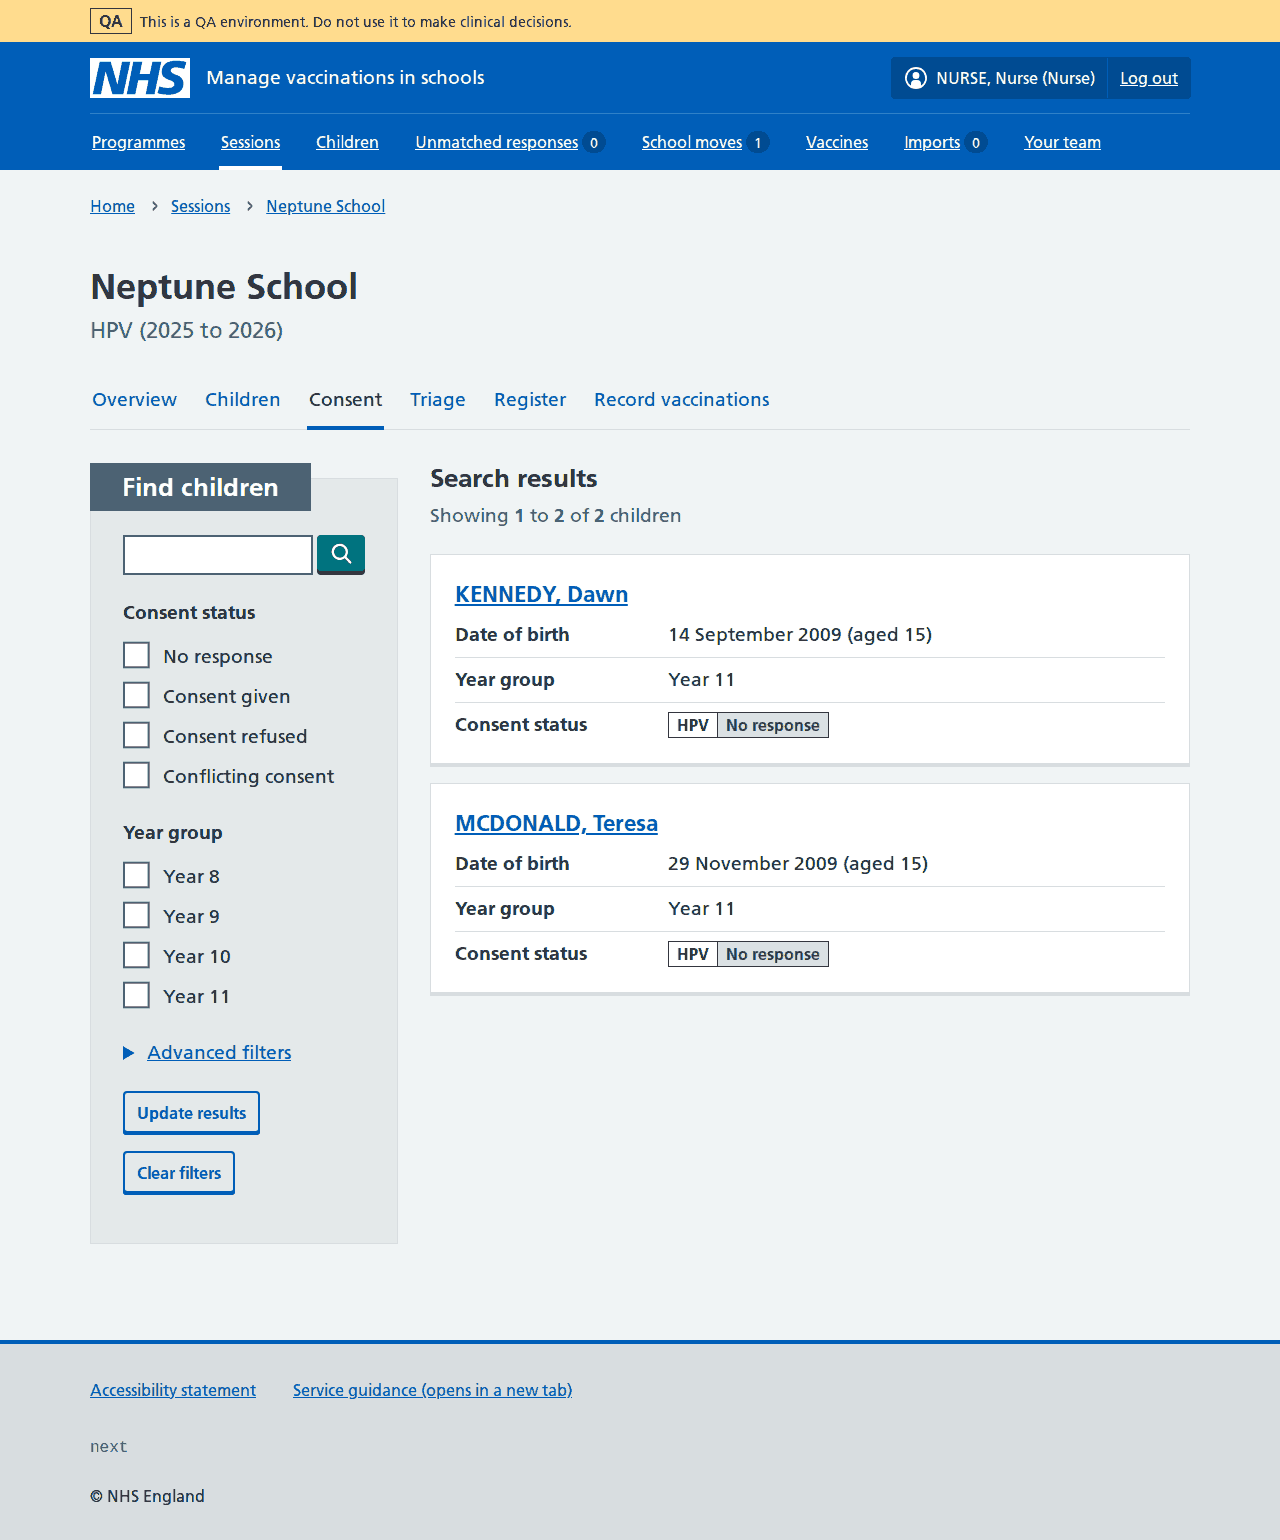 QA This is a QA environment. Do not use it to make clinical decisions.
NHS Manage vaccinations in schools NURSE, Nurse (Nurse) Log out
Programmes Sessions Children Unmatched responses 0 School moves 1 Vaccines Imports 0 Your team
Home Sessions Neptune School
Neptune School
HPV (2025 to 2026)
Overview Children Consent Triage Register Record vaccinations
Find children
Consent status
No response
Consent given
Consent refused
Conflicting consent
Year group
Year 8
Year 9
Year 10
Year 11
Advanced filters
Update results
Clear filters
Search results
Showing 1 to 2 of 2 children
KENNEDY, Dawn
Date of birth 14 September 2009 (aged 15)
Year group Year 11
Consent status HPV No response
MCDONALD, Teresa
Date of birth 29 November 2009 (aged 15)
Year group Year 11
Consent status HPV No response
Accessibility statement Service guidance (opens in a new tab)
next
© NHS England